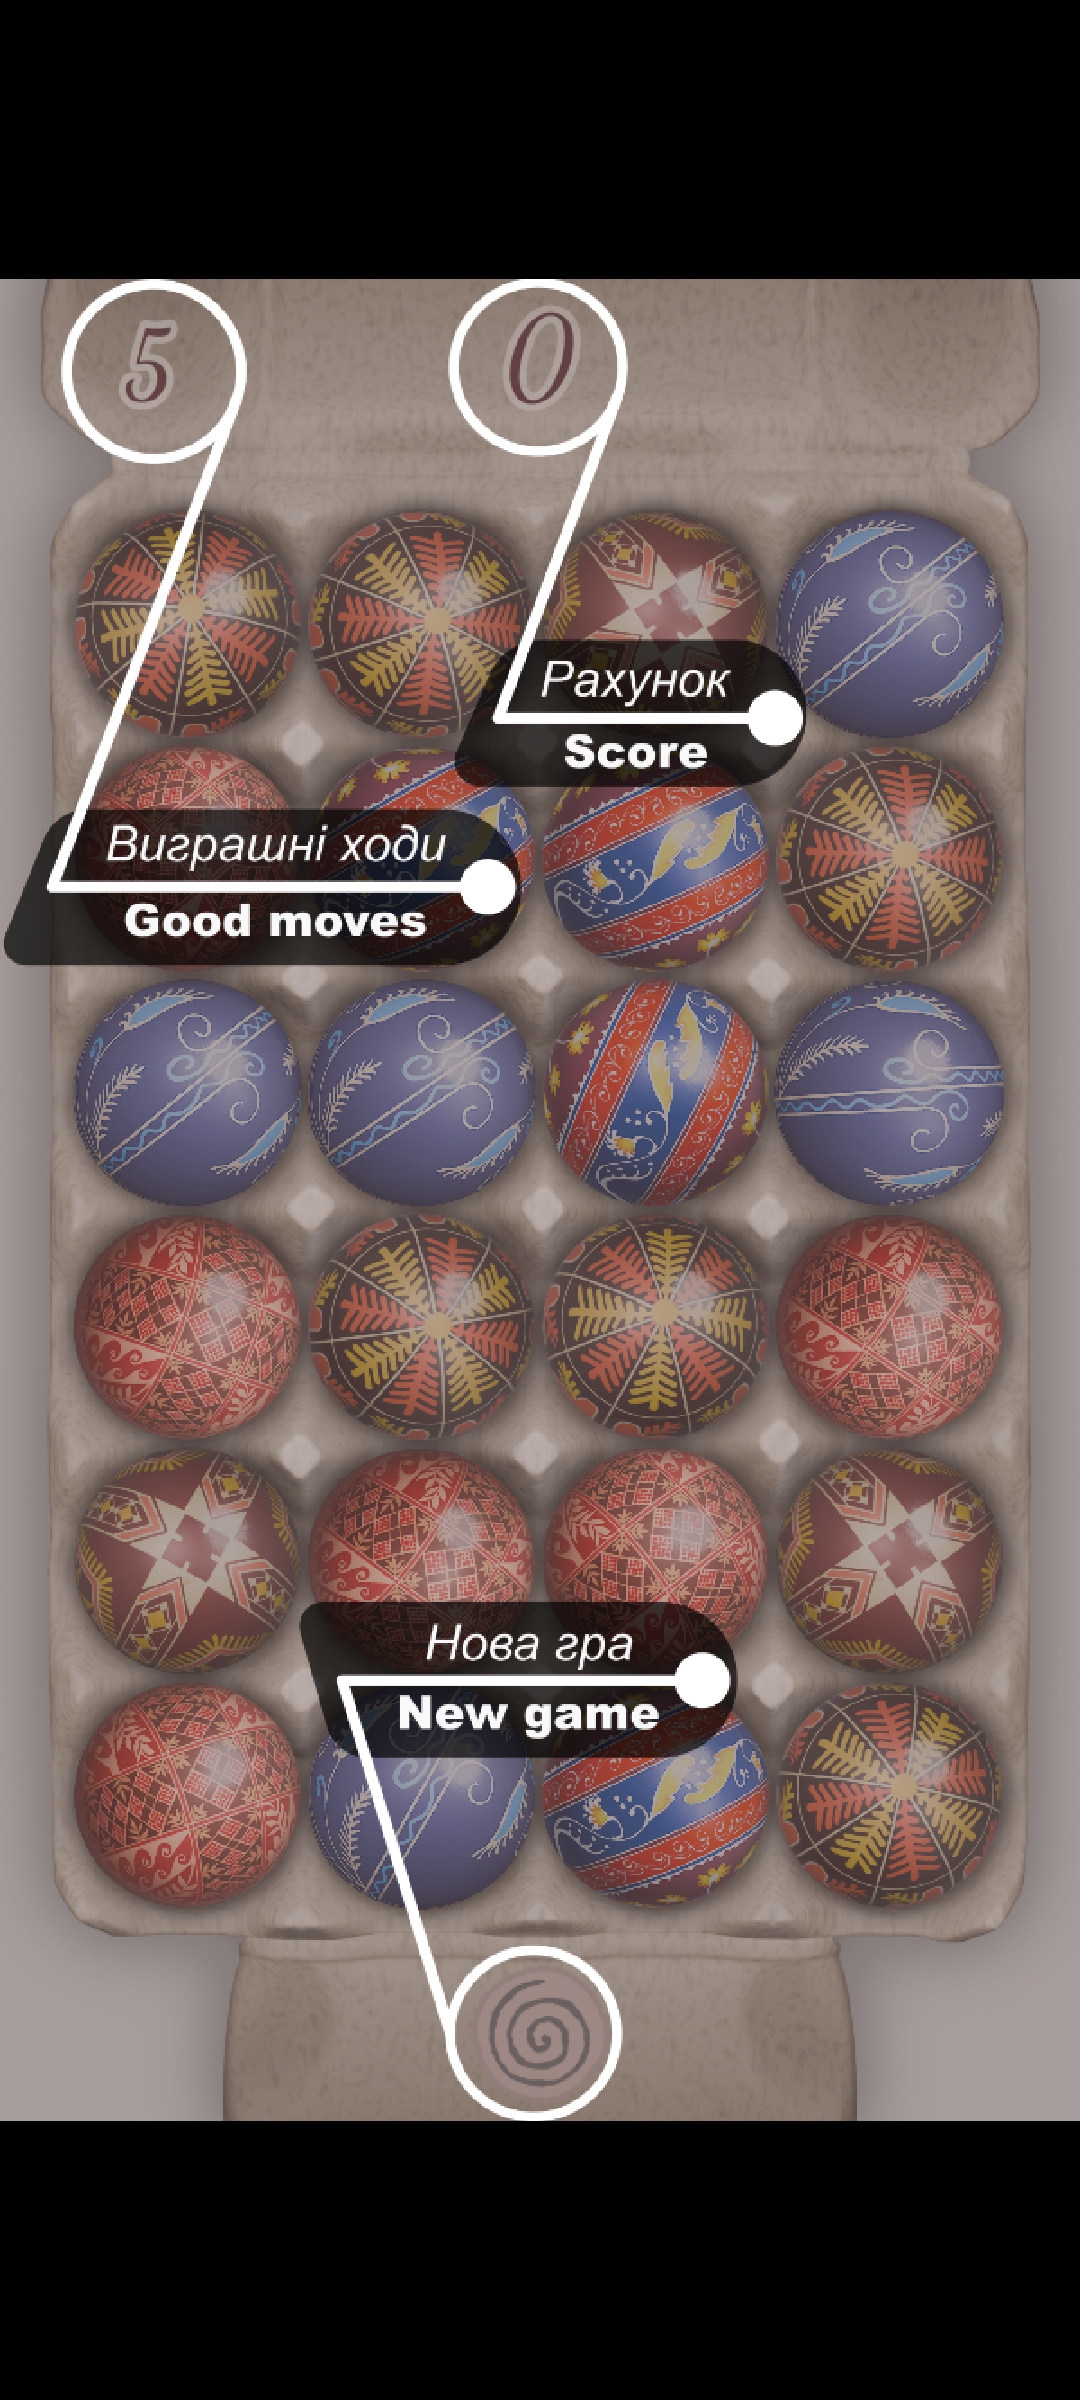 5 0
Рахунок
Score
Виграшні ходи
Good moves
Нова гра
New game